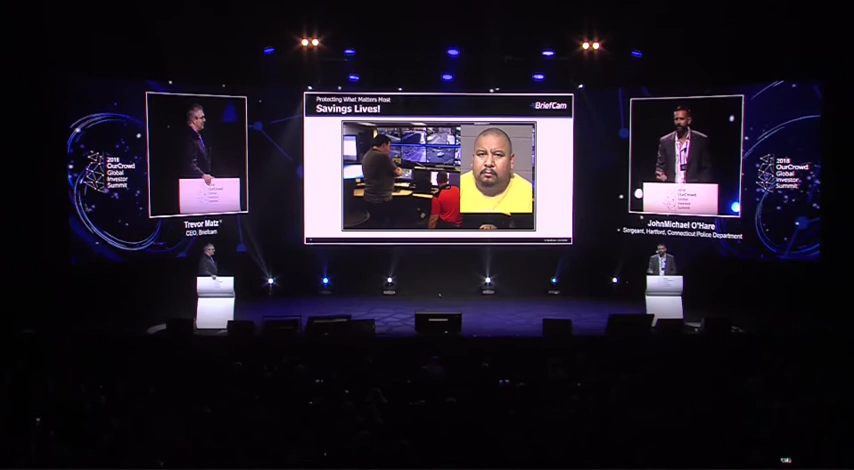 Protecting What Matters Most
Savings Lives!
BriefCam
2018
OurCrowd
Global
Investor
Summit
2018
OurCrowd
Global
Investor
Summit
Trevor Matz
CEO, Briefcam
JohnMichael O'Hare
Sergeant, Hartford, Connecticut Police Department